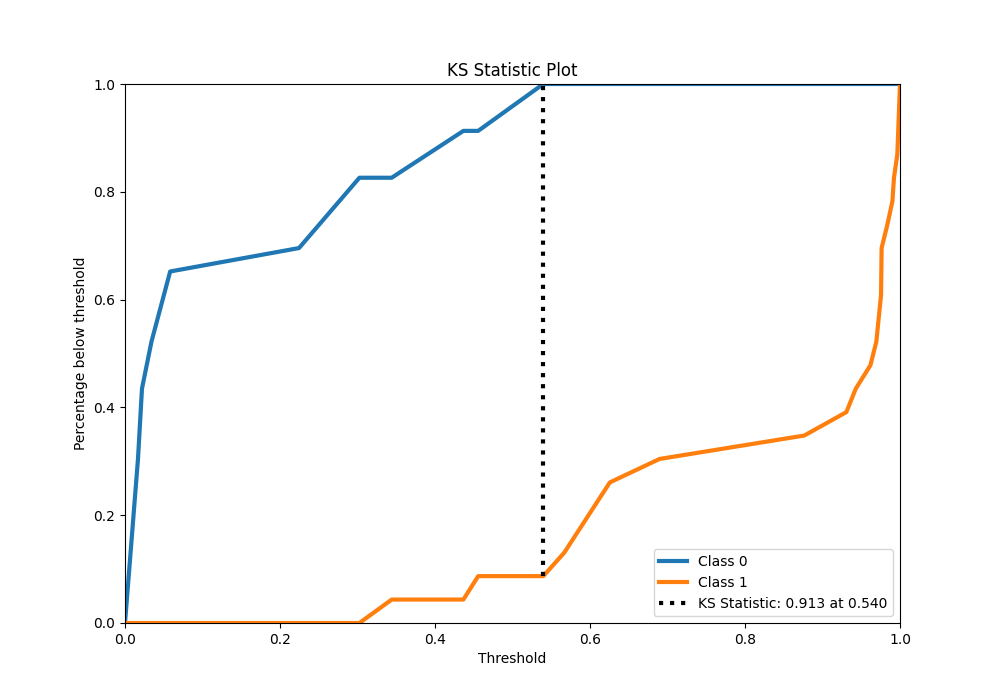 KS Statistic Plot
1.0
0.8
0.6
0.4
0.2
0.0
Percentage below threshold
0.0 0.2 0.4 0.6 0.8 1.0
Threshold
Class 0
Class 1
KS Statistic: 0.913 at 0.540